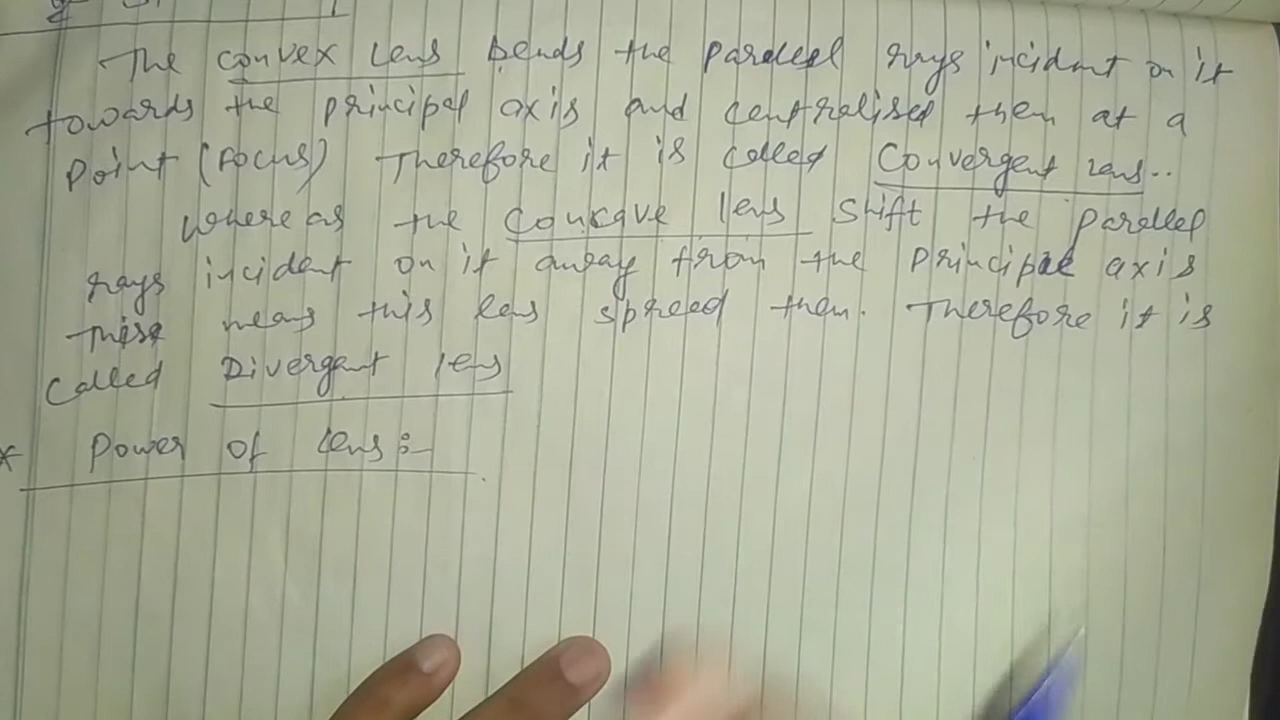 The convex lens bends the parallel rays incident on it
towards the principal axis and centralised them at a
point (focus) Therefore it is called Convergent lens..
Where as the concave lens shift the parallel
rays incident on it away from the principal axis
This means this lens spread them. Therefore it is
called Divergent lens
* Power of lens :-